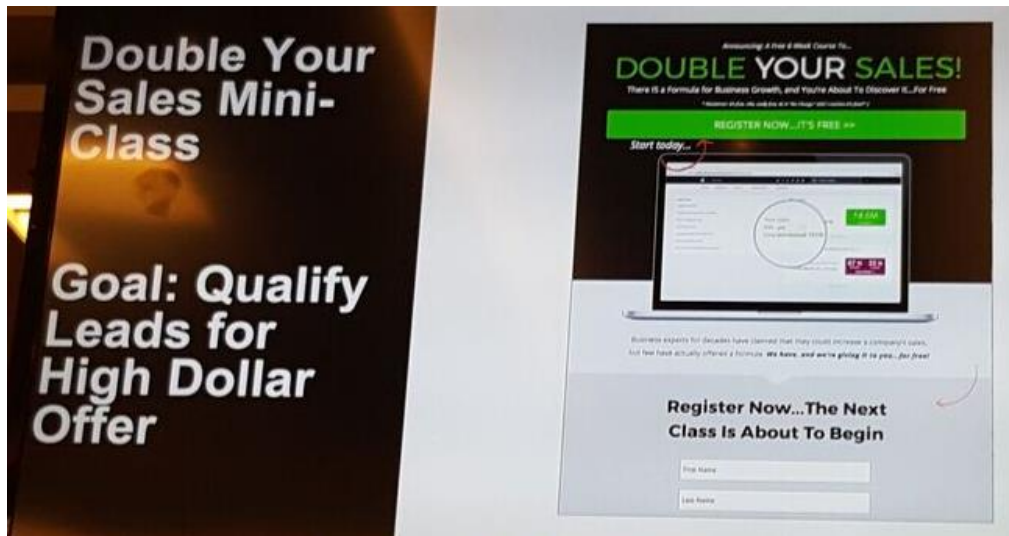 Double Your
Sales Mini-
Class
Goal: Qualify
Leads for
High Dollar
Offer
Announcing A Free 6-Week Course To...
DOUBLE YOUR SALES!
There IS a Formula for Business Growth, and You're About To Discover It...For Free
REGISTER NOW...IT'S FREE >>
Start today...
Business experts for decades have claimed that they could increase a company's sales,
but few have actually offered a formula. We have, and we're giving it to you...for free!
Register Now...The Next
Class Is About To Begin
First Name
Last Name